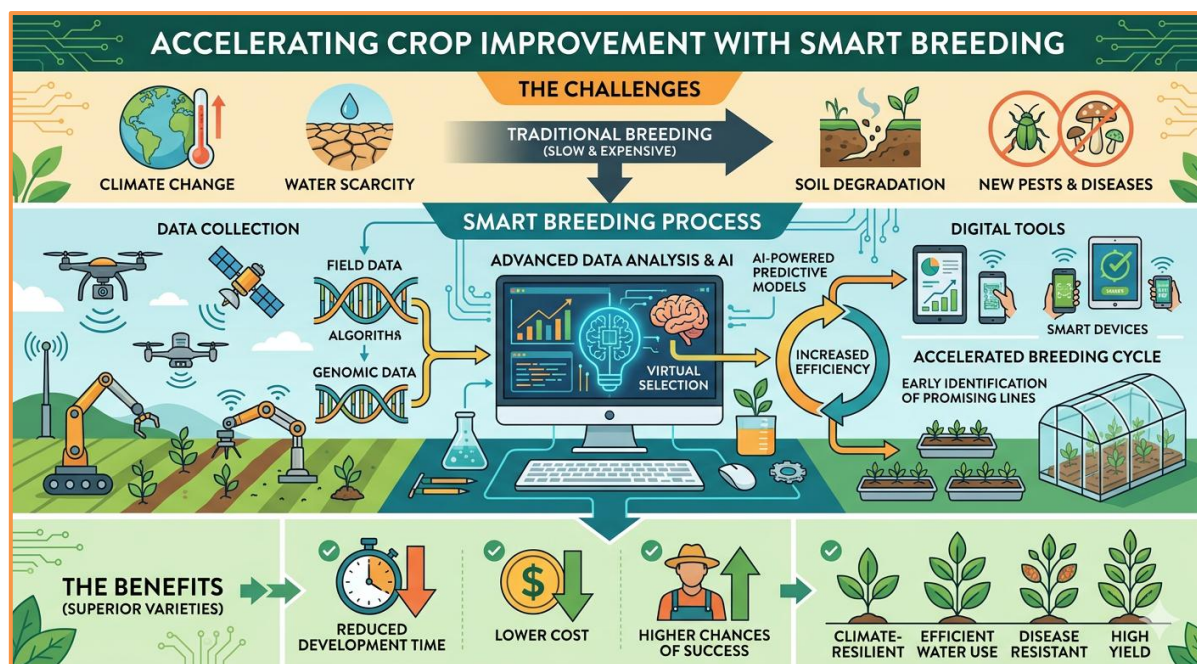 ACCELERATING CROP IMPROVEMENT WITH SMART BREEDING
THE CHALLENGES
CLIMATE CHANGE
WATER SCARCITY
TRADITIONAL BREEDING
(SLOW & EXPENSIVE)
SOIL DEGRADATION
NEW PESTS & DISEASES
SMART BREEDING PROCESS
DATA COLLECTION
FIELD DATA
ALGORITHЯ
GENOMIC DATA
ADVANCED DATA ANALYSIS & AI
VIRTUAL
SELECTION
AI-POWERED
PREDICTIVE
MODELS
INCREASED
EFFICIENCY
DIGITAL TOOLS
SMART DEVICES
ACCELERATED BREEDING CYCLE
EARLY IDENTIFICATION
OF PROMISING LINES
THE BENEFITS
(SUPERIOR VARIETIES)
REDUCED
DEVELOPMENT TIME
$
LOWER COST
HIGHER CHANCES
OF SUCCESS
CLIMATE-
RESILIENT
EFFICIENT
WATER USE
DISEASE
RESISTANT
HIGH
YIELD